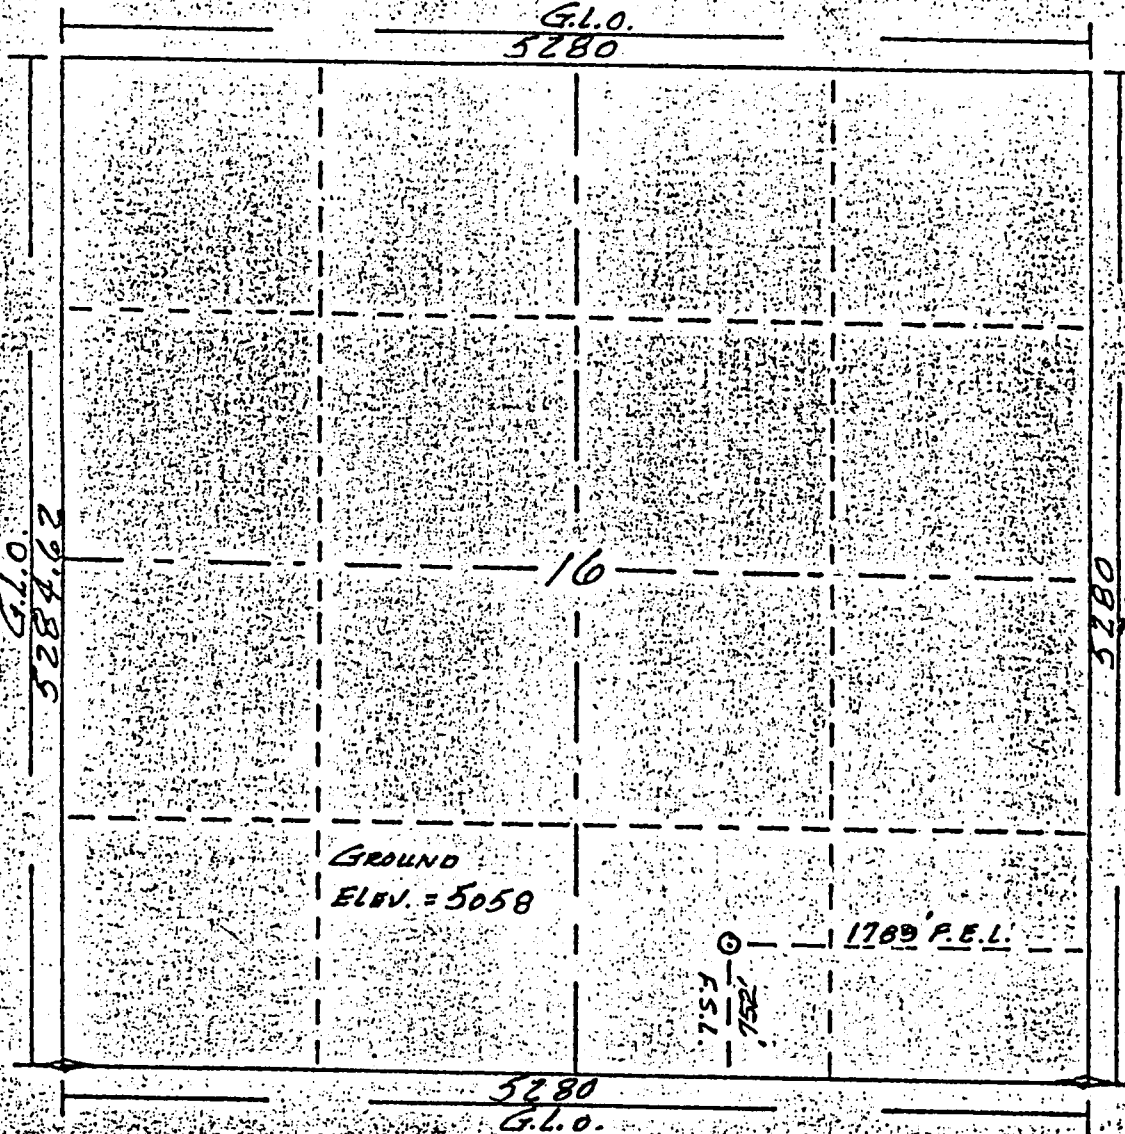 G.L.O.
5280
G.L.O.
5284.62
16
5280
GROUND
ELEV. = 5058
1789' F.E.L.
F.S.L.
752'
5280
G.L.O.